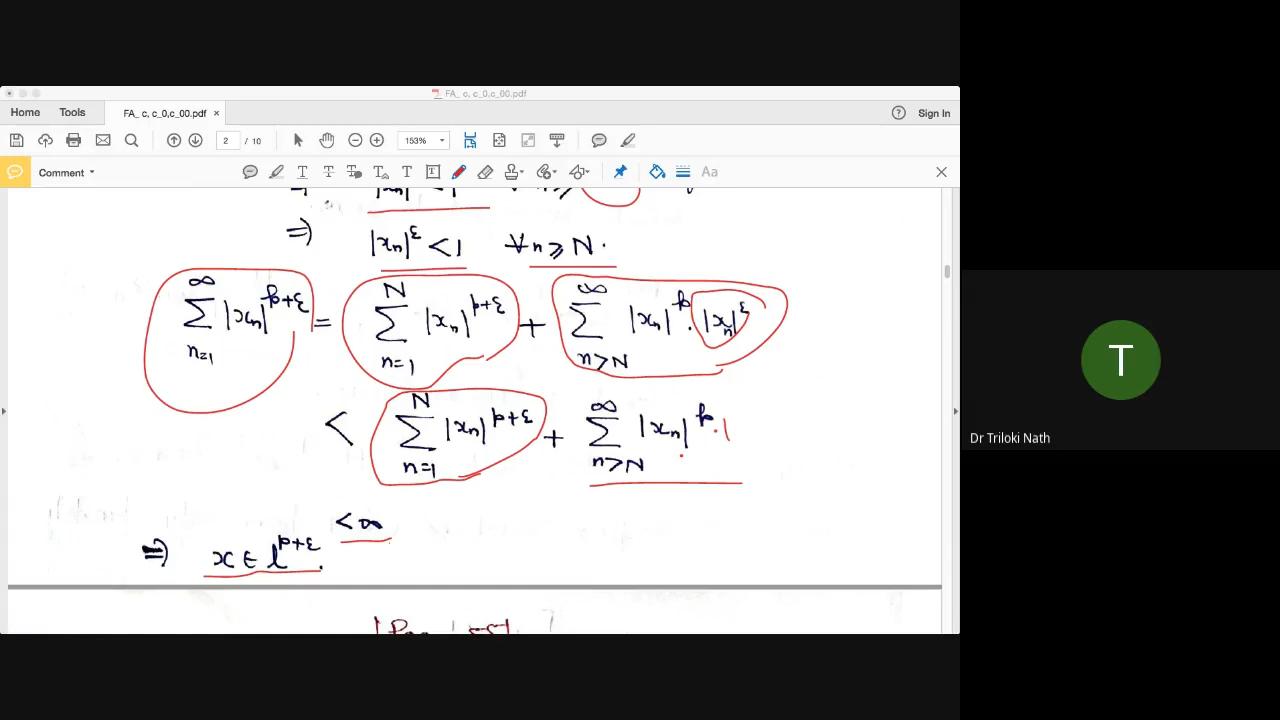 FA_ c, c_0,c_00.pdf
Home Tools FA_ c, c_0,c_00.pdf × Sign In
2 / 10 153%
Comment Aa
⇒ |xₙ|^ε < 1 ∀ n ≥ N.
∑_{n=1}^{∞} |xₙ|^{p+ε} = ∑_{n=1}^{N} |xₙ|^{p+ε} + ∑_{n>N}^{∞} |xₙ|^p . |xₙ|^ε
< ∑_{n=1}^{N} |xₙ|^{p+ε} + ∑_{n>N}^{∞} |xₙ|^p . 1
< ∞
⇒ x ∈ l^{p+ε}.
T
Dr Triloki Nath